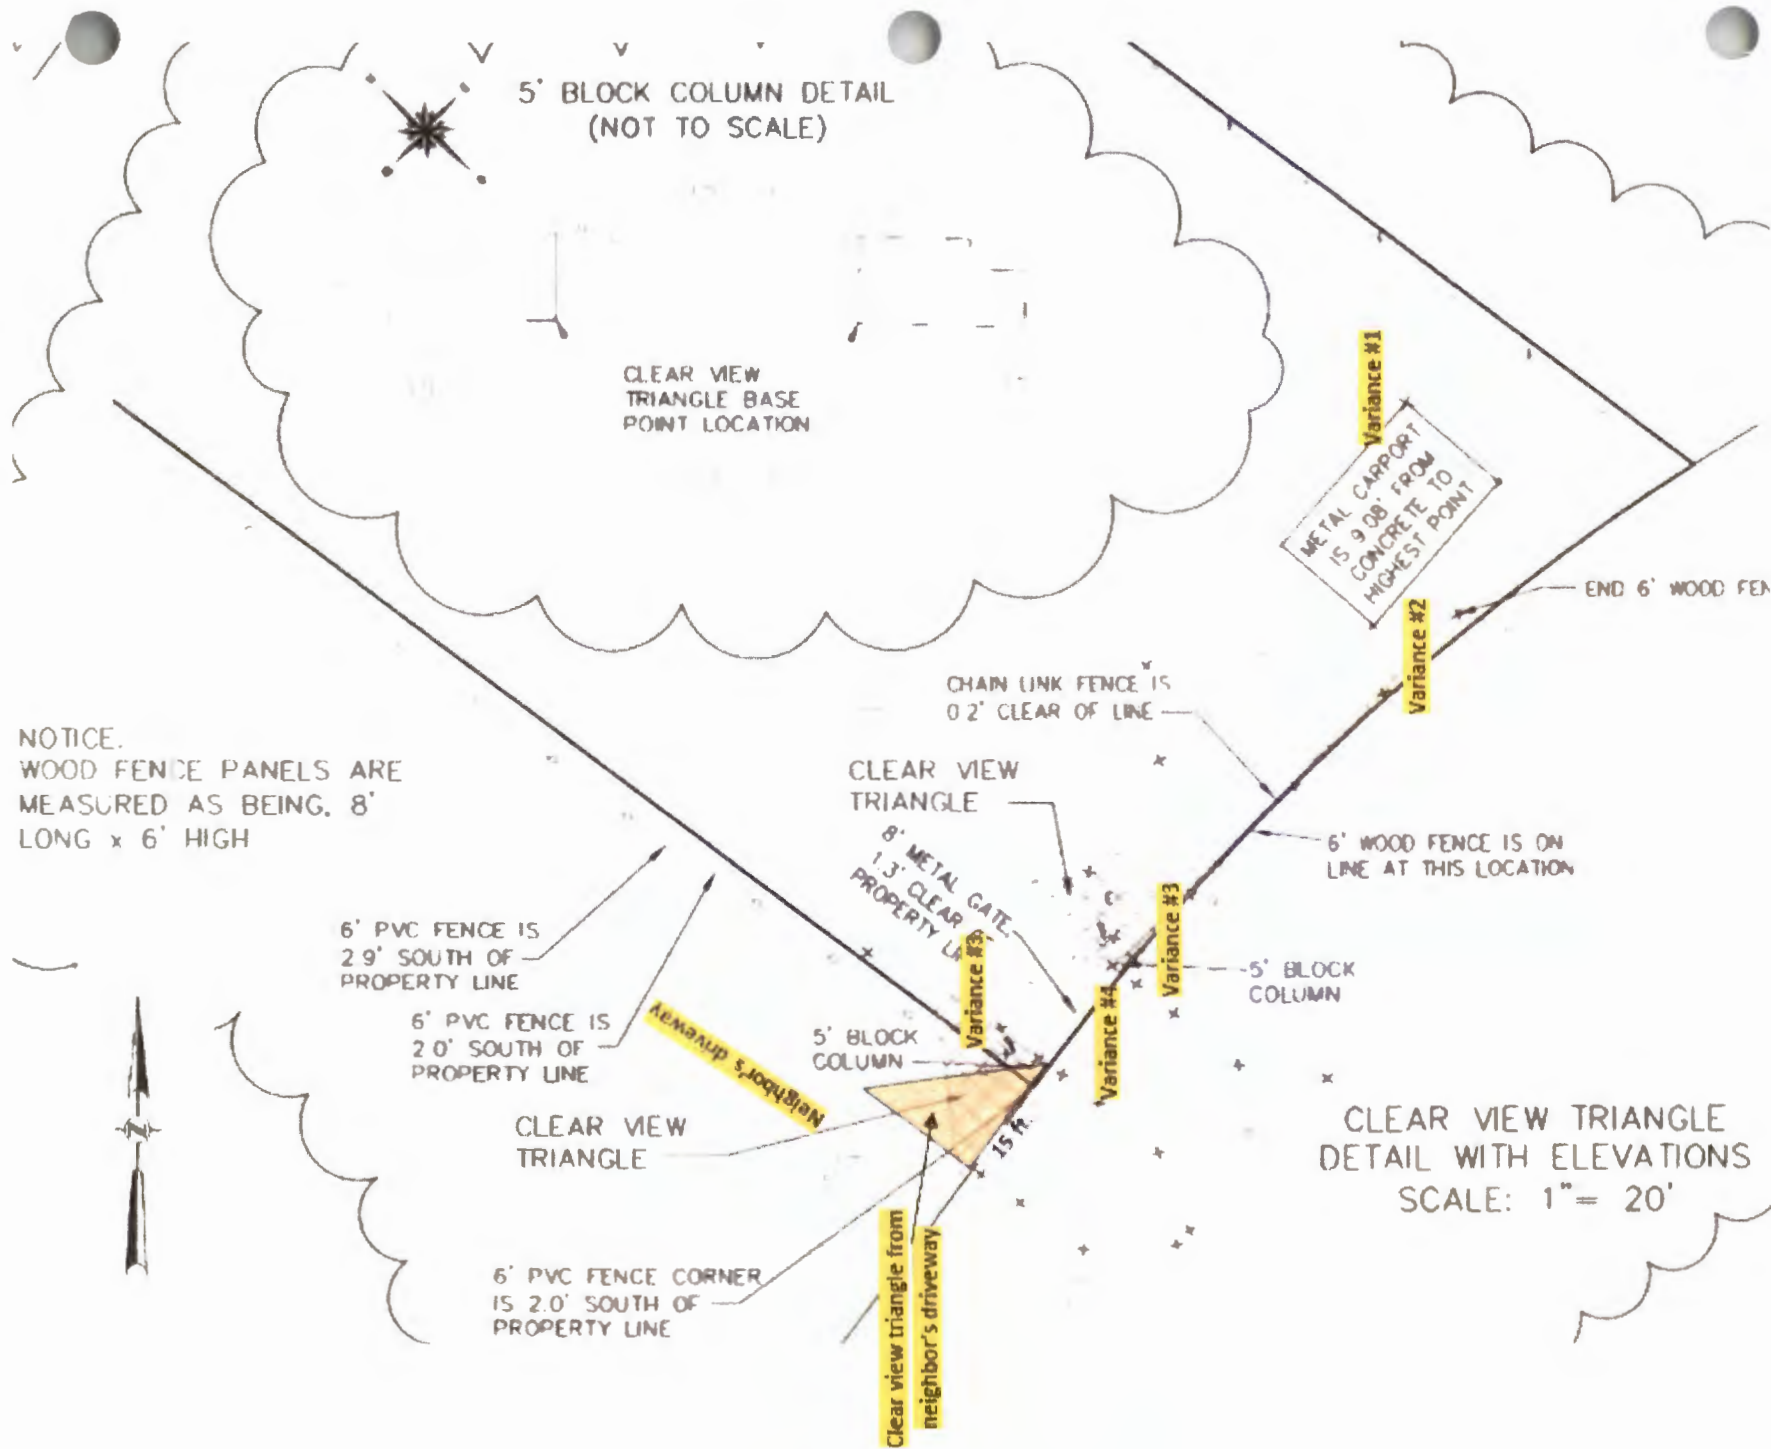 5' BLOCK COLUMN DETAIL
(NOT TO SCALE)
CLEAR VIEW
TRIANGLE BASE
POINT LOCATION
Variance #1
METAL CARPORT
IS 9.08' FROM
CONCRETE TO
HIGHEST POINT
END 6' WOOD FEN
Variance #2
CHAIN LINK FENCE IS
0.2' CLEAR OF LINE
NOTICE.
WOOD FENCE PANELS ARE
MEASURED AS BEING. 8'
LONG x 6' HIGH
CLEAR VIEW
TRIANGLE
8' METAL GATE,
1.3' CLEAR
PROPERTY
6' WOOD FENCE IS ON
LINE AT THIS LOCATION
Variance #3
Variance #3
6' PVC FENCE IS
2.9' SOUTH OF
PROPERTY LINE
5' BLOCK
COLUMN
Variance #4
6' PVC FENCE IS
2.0' SOUTH OF
PROPERTY LINE
Neighbor's driveway
5' BLOCK
COLUMN
CLEAR VIEW
TRIANGLE
15 ft.
CLEAR VIEW TRIANGLE
DETAIL WITH ELEVATIONS
SCALE: 1"= 20'
6' PVC FENCE CORNER
IS 2.0' SOUTH OF
PROPERTY LINE
Clear view triangle from
neighbor's driveway
N